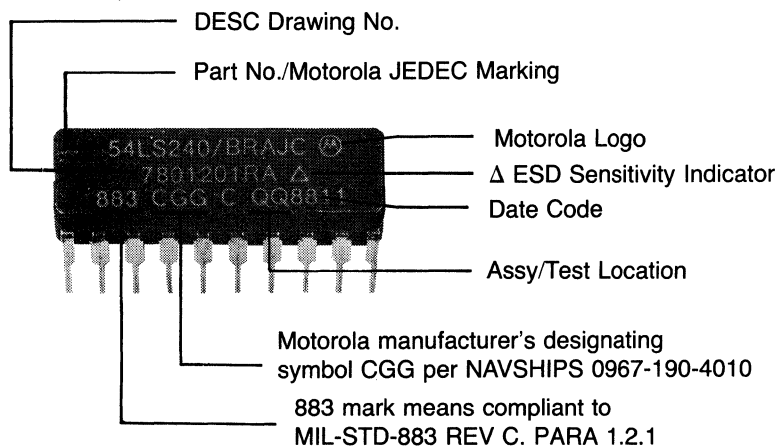 DESC Drawing No.
Part No./Motorola JEDEC Marking
54LS240/BRAJC
Motorola Logo
7801201RA Δ
Δ ESD Sensitivity Indicator
883 CGG C QQ8811
Date Code
Assy/Test Location
Motorola manufacturer's designating
symbol CGG per NAVSHIPS 0967-190-4010
883 mark means compliant to
MIL-STD-883 REV C. PARA 1.2.1